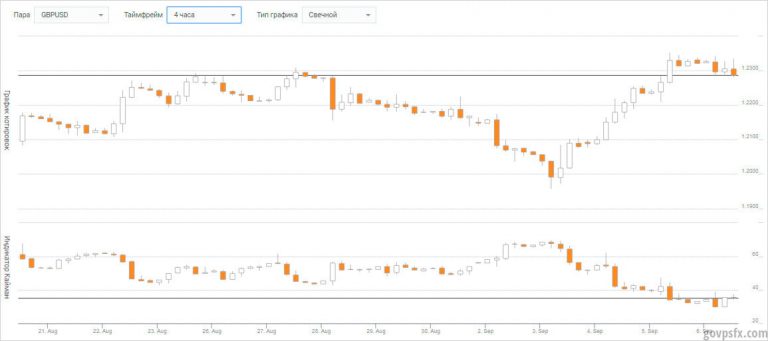 Пара GBPUSD Таймфрейм 4 часа Тип графика Свечной
График котировок
1.2300
1.2200
1.2100
1.2000
1.1900
Индикатор Кайман
60
40
20
21. Aug 22. Aug 23. Aug 26. Aug 27. Aug 28. Aug 29. Aug 30. Aug 2. Sep 3. Sep 4. Sep 5. Sep 6. Sep
govpsfx.com